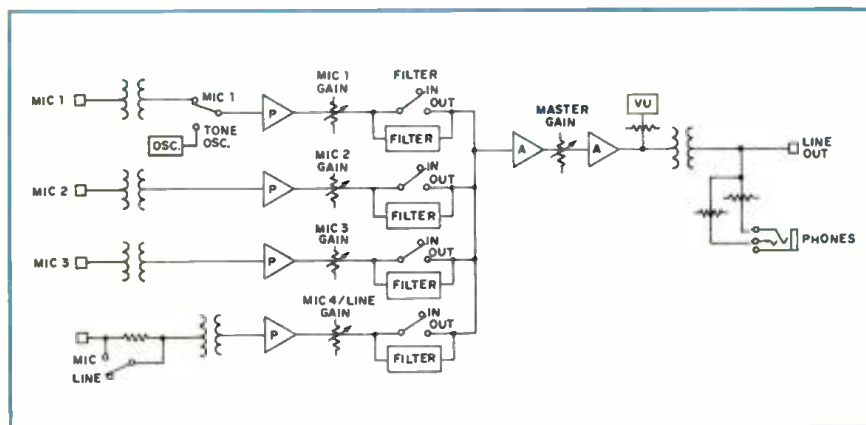 MIC 1
MIC 1
TONE
OSC.
OSC.
P
MIC 1
GAIN
FILTER
IN
OUT
FILTER
MIC 2
P
MIC 2
GAIN
IN
OUT
FILTER
MIC 3
P
MIC 3
GAIN
IN
OUT
FILTER
MIC
LINE
P
MIC 4/LINE
GAIN
IN
OUT
FILTER
A
MASTER
GAIN
A
VU
LINE
OUT
PHONES